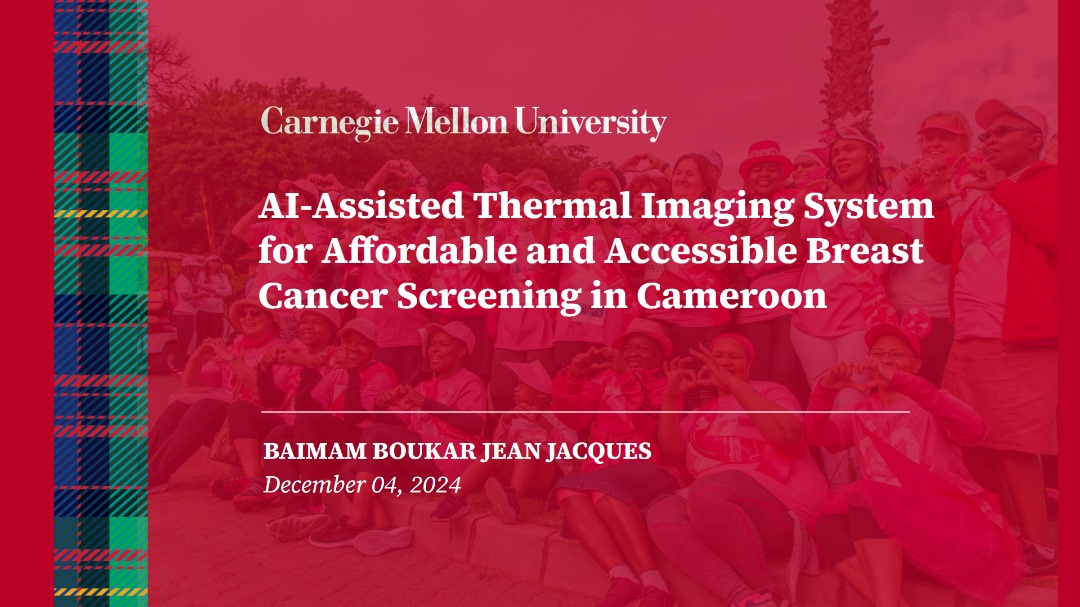 Carnegie Mellon University
AI-Assisted Thermal Imaging System
for Affordable and Accessible Breast
Cancer Screening in Cameroon
BAIMAM BOUKAR JEAN JACQUES
December 04, 2024